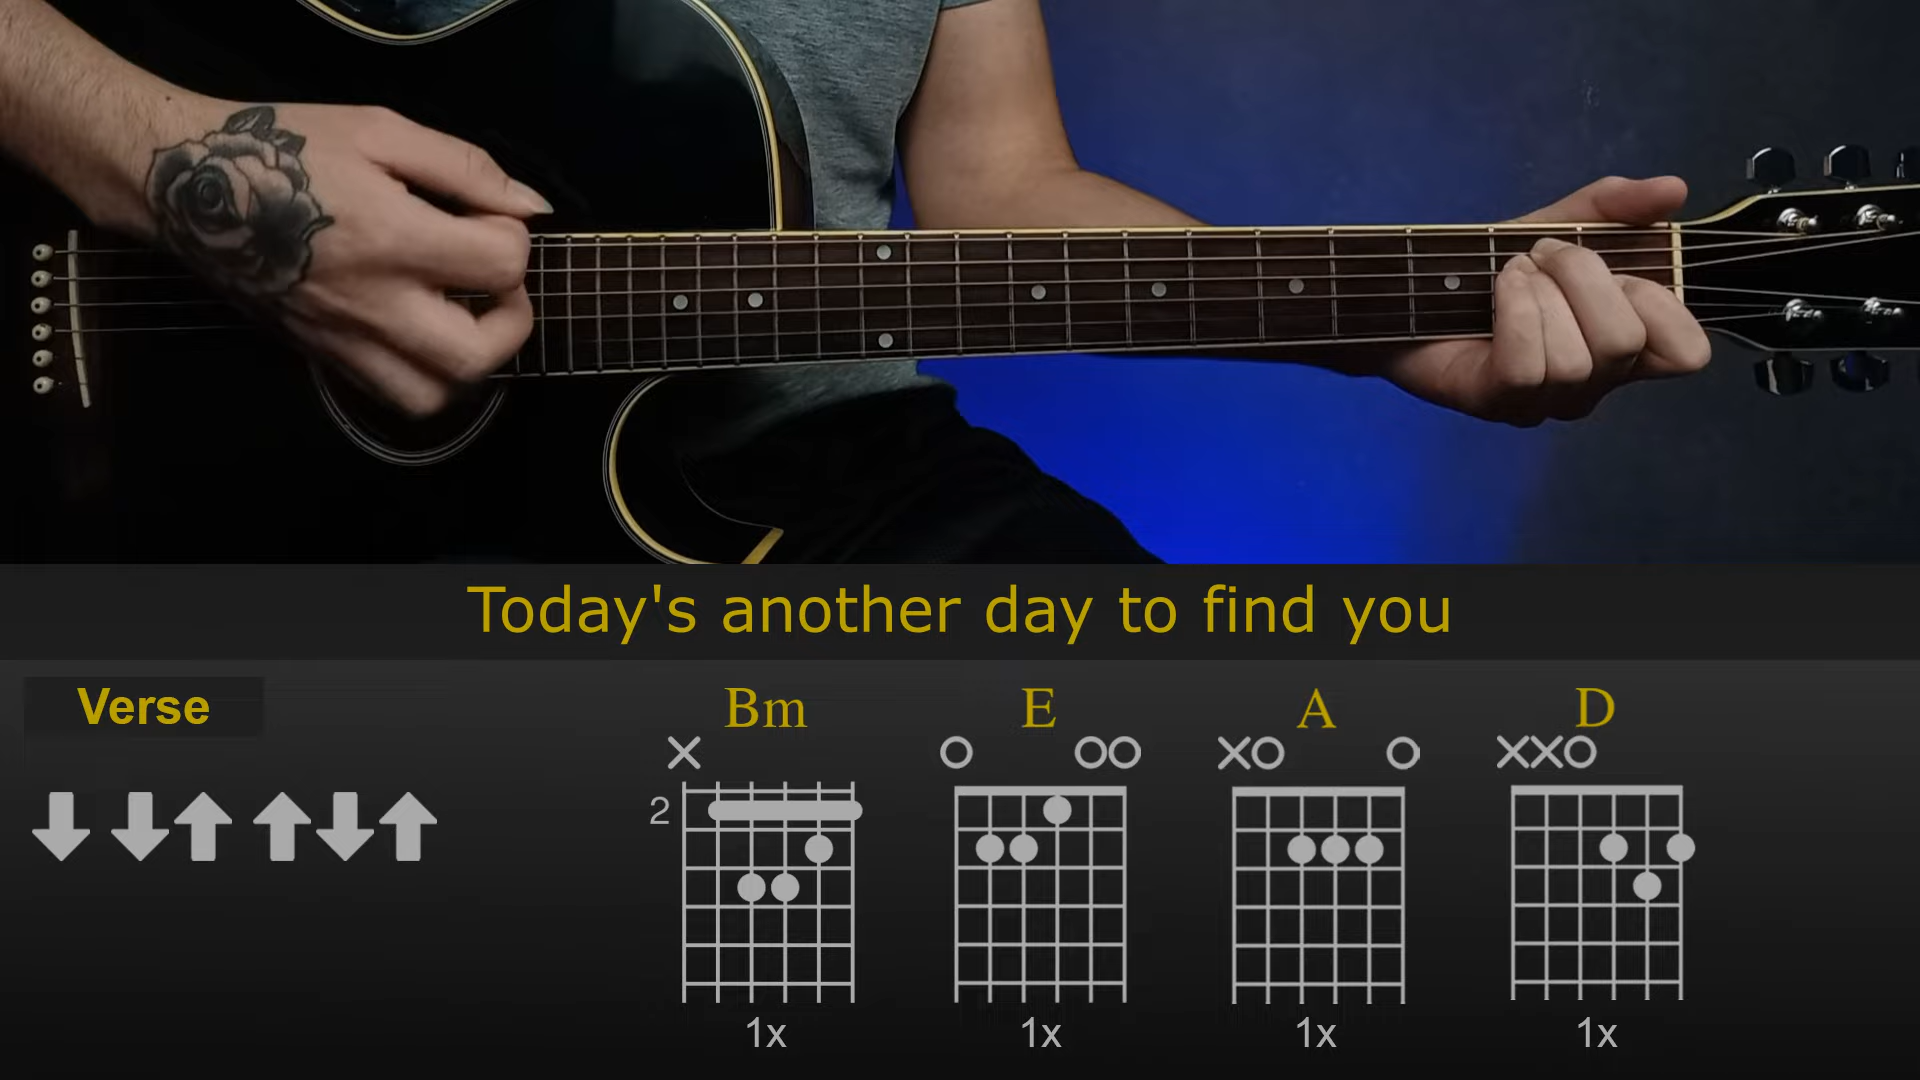 Today's another day to find you
Verse
Bm E A D
2
1x 1x 1x 1x